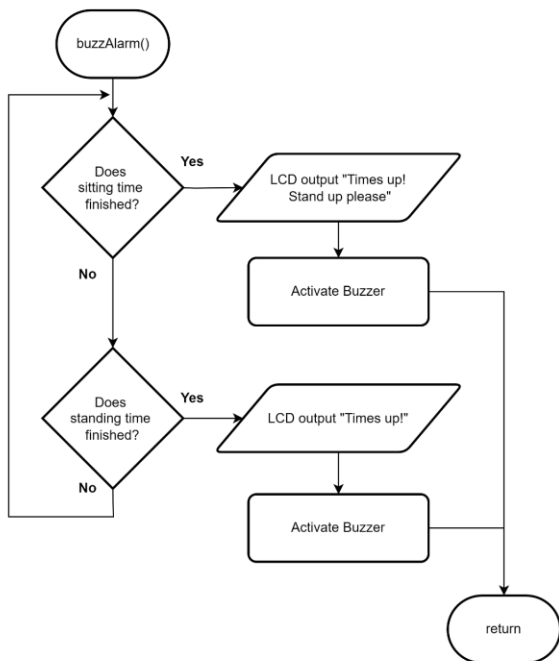 buzzAlarm()
Does
sitting time
finished?
Yes
LCD output "Times up!
Stand up please"
No
Activate Buzzer
Does
standing time
finished?
Yes
LCD output "Times up!"
No
Activate Buzzer
return